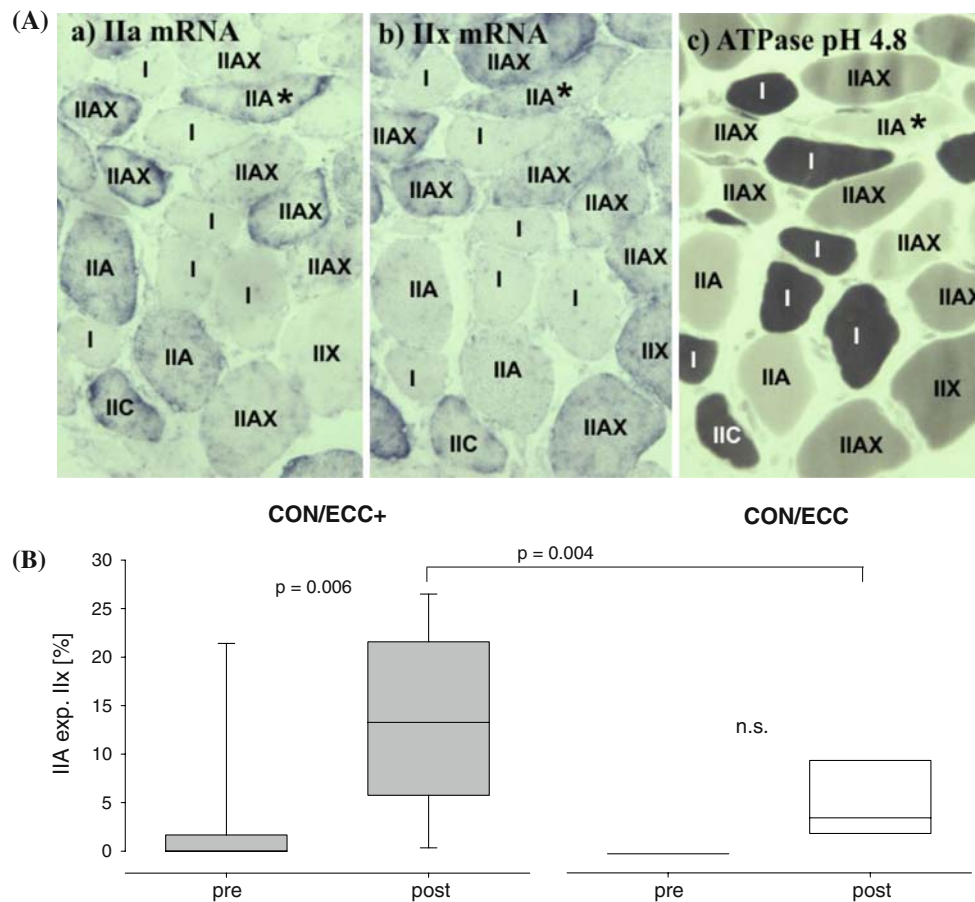 (A)
a) IIa mRNA
I
IIAX
IIAX
IIA*
I
IIAX
IIAX
IIAX
I
IIA
I
IIAX
I
I
IIX
IIA
IIC
IIAX
b) IIx mRNA
IIAX
I
IIA*
IIAX
I
IIAX
IIAX
IIAX
I
IIA
I
IIAX
I
IIX
I
IIA
IIC
IIAX
c) ATPase pH 4.8
I
IIAX
IIA*
IIAX
I
IIAX
IIAX
I
IIAX
IIA
I
IIAX
I
I
IIA
IIX
IIC
IIAX
CON/ECC+
CON/ECC
(B)
p = 0.004
p = 0.006
n.s.
IIA exp. IIx [%]
30
25
20
15
10
5
0
pre
post
pre
post